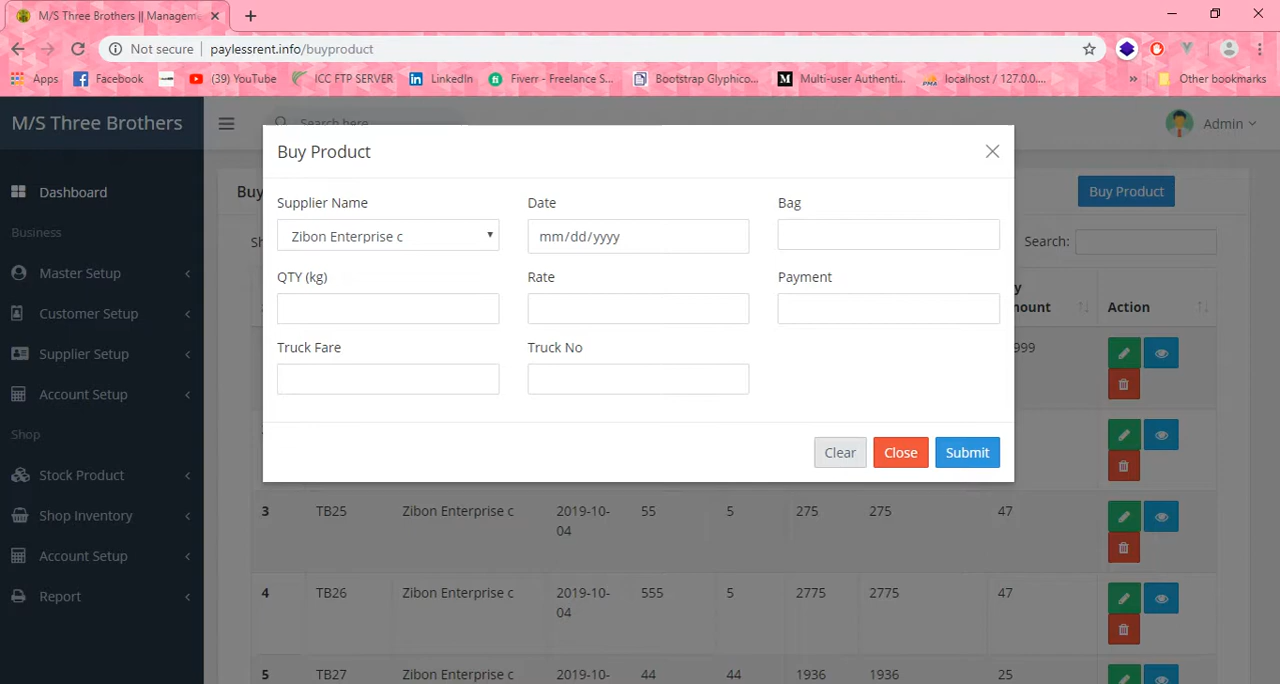 M/S Three Brothers || Manageme
Not secure | paylessrent.info/buyproduct
Apps Facebook (39) YouTube ICC FTP SERVER LinkedIn Fiverr - Freelance S... Bootstrap Glyphico... Multi-user Authenti... localhost / 127.0.0.... » Other bookmarks
M/S Three Brothers
Search here
Admin
Dashboard
Business
Master Setup
Customer Setup
Supplier Setup
Account Setup
Shop
Stock Product
Shop Inventory
Account Setup
Report
Buy
Buy Product
Search:
Buy Product
Supplier Name Date Bag
Zibon Enterprise c mm/dd/yyyy
QTY (kg) Rate Payment
Truck Fare Truck No
Clear Close Submit
Action
999
3 TB25 Zibon Enterprise c 2019-10-04 55 5 275 275 47
4 TB26 Zibon Enterprise c 2019-10-04 555 5 2775 2775 47
5 TB27 Zibon Enterprise c 2019-10- 44 44 1936 1936 25